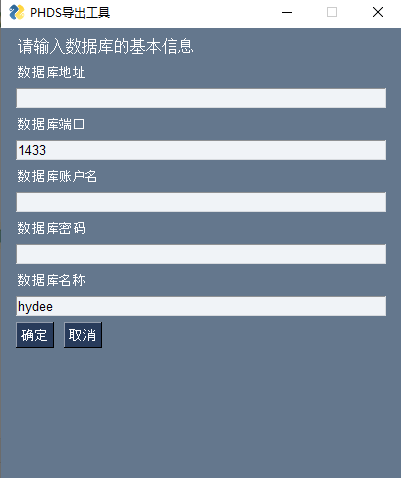 PHDS导出工具
请输入数据库的基本信息
数据库地址
数据库端口
1433
数据库账户名
数据库密码
数据库名称
hydee
确定 取消